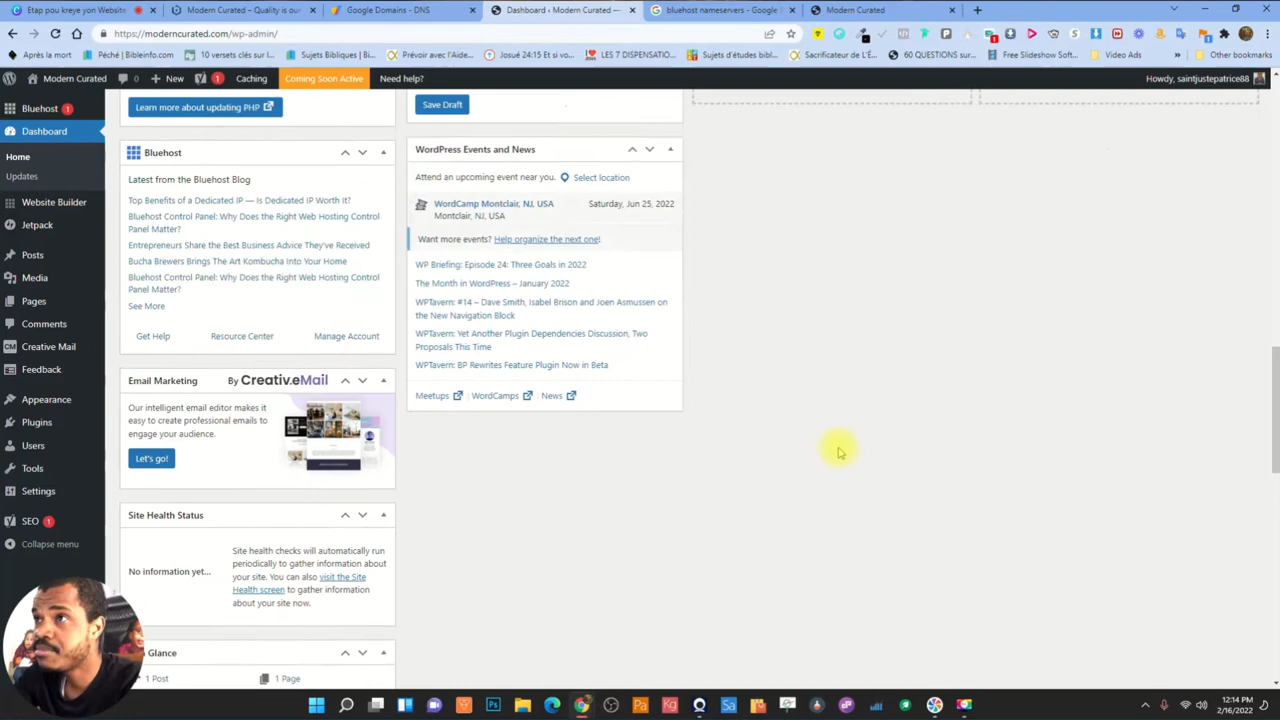 Etap pou kreye yon Website
Modern Curated – Quality is our
Google Domains - DNS
Dashboard ‹ Modern Curated —
bluehost nameservers - Google
Modern Curated
https://moderncurated.com/wp-admin/
Après la mort
Péché | Bibleinfo.com
10 versets clés sur l...
Sujets Bibliques | Bi...
Prévoir avec l'Aide...
Josué 24:15 Et si vo...
LES 7 DISPENSATIO...
Sujets d'études bibl...
Sacrificateur de L'É...
60 QUESTIONS sur...
Free Slideshow Soft...
Video Ads
»
Other bookmarks
Modern Curated
0
+ New
1
Caching
Coming Soon Active
Need help?
Howdy, saintjustepatrice88
Bluehost 1
Dashboard
Home
Updates
Website Builder
Jetpack
Posts
Media
Pages
Comments
Creative Mail
Feedback
Appearance
Plugins
Users
Tools
Settings
SEO 1
Collapse menu
Learn more about updating PHP
Bluehost
Latest from the Bluehost Blog
Top Benefits of a Dedicated IP — Is Dedicated IP Worth It?
Bluehost Control Panel: Why Does the Right Web Hosting Control
Panel Matter?
Entrepreneurs Share the Best Business Advice They've Received
Bucha Brewers Brings The Art Kombucha Into Your Home
Bluehost Control Panel: Why Does the Right Web Hosting Control
Panel Matter?
See More
Get Help
Resource Center
Manage Account
Email Marketing
By Creativ.eMail
Our intelligent email editor makes it
easy to create professional emails to
engage your audience.
Let's go!
Site Health Status
No information yet...
Site health checks will automatically run
periodically to gather information about
your site. You can also visit the Site
Health screen to gather information
about your site now.
Glance
1 Post
1 Page
Save Draft
WordPress Events and News
Attend an upcoming event near you.
Select location
WordCamp Montclair, NJ, USA
Saturday, Jun 25, 2022
Montclair, NJ, USA
Want more events? Help organize the next one!
WP Briefing: Episode 24: Three Goals in 2022
The Month in WordPress – January 2022
WPTavern: #14 – Dave Smith, Isabel Brison and Joen Asmussen on
the New Navigation Block
WPTavern: Yet Another Plugin Dependencies Discussion, Two
Proposals This Time
WPTavern: BP Rewrites Feature Plugin Now in Beta
Meetups
WordCamps
News
12:14 PM
2/16/2022